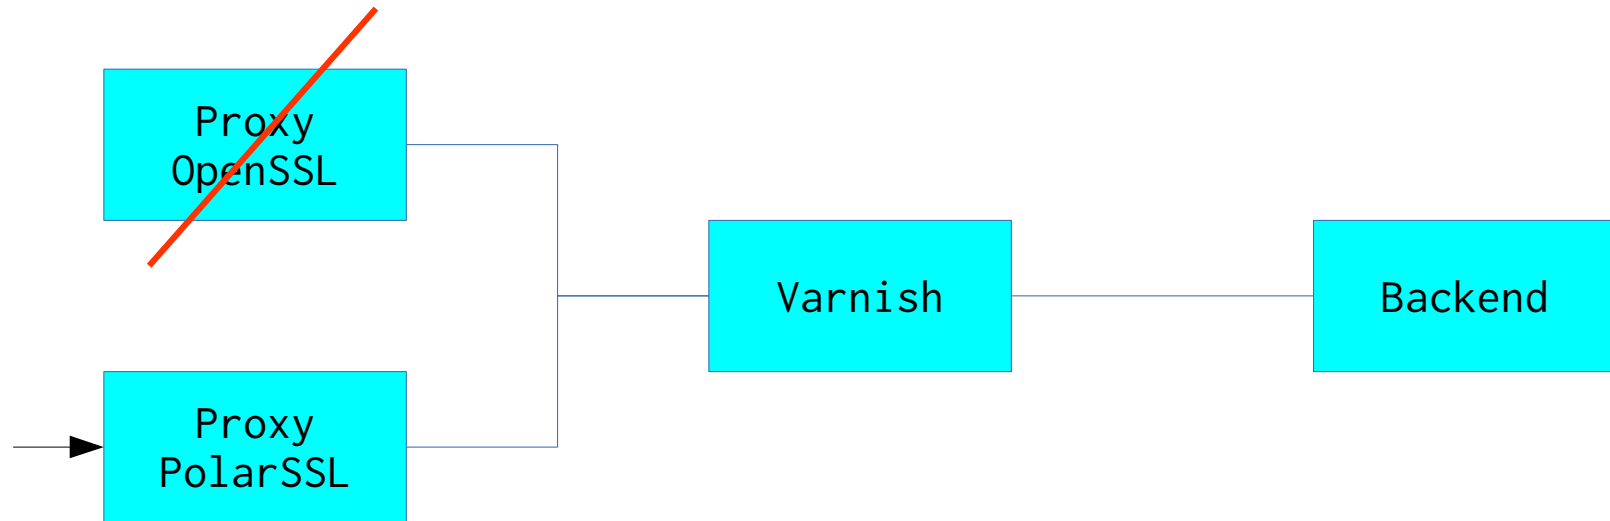 Proxy
OpenSSL
Varnish
Backend
Proxy
PolarSSL